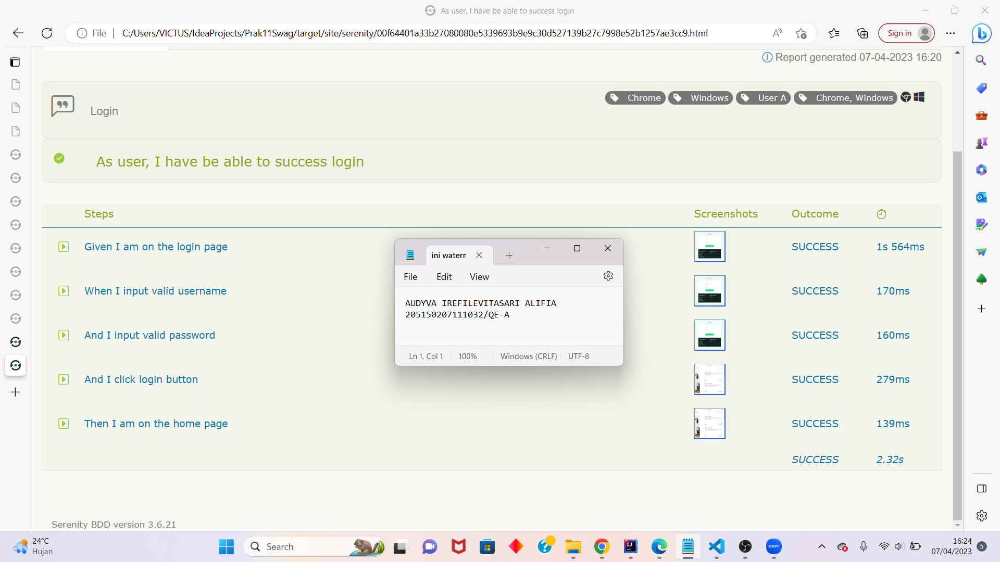 As user, I have be able to success login
File
C:/Users/VICTUS/IdeaProjects/Prak11Swag/target/site/serenity/00f64401a33b27080080e5339693b9e9c30d527139b27c7998e52b1257ae3cc9.html
Sign in
Report generated 07-04-2023 16:20
Login
Chrome Windows User A Chrome, Windows
As user, I have be able to success login
Steps Screenshots Outcome
Given I am on the login page SUCCESS 1s 564ms
When I input valid username SUCCESS 170ms
And I input valid password SUCCESS 160ms
And I click login button SUCCESS 279ms
Then I am on the home page SUCCESS 139ms
SUCCESS 2.32s
ini watern
File Edit View
AUDYVA IREFILEVITASARI ALIFIA
205150207111032/QE-A
Ln 1, Col 1 100% Windows (CRLF) UTF-8
Serenity BDD version 3.6.21
24°C
Hujan
Search
zoom
16:24
07/04/2023
5